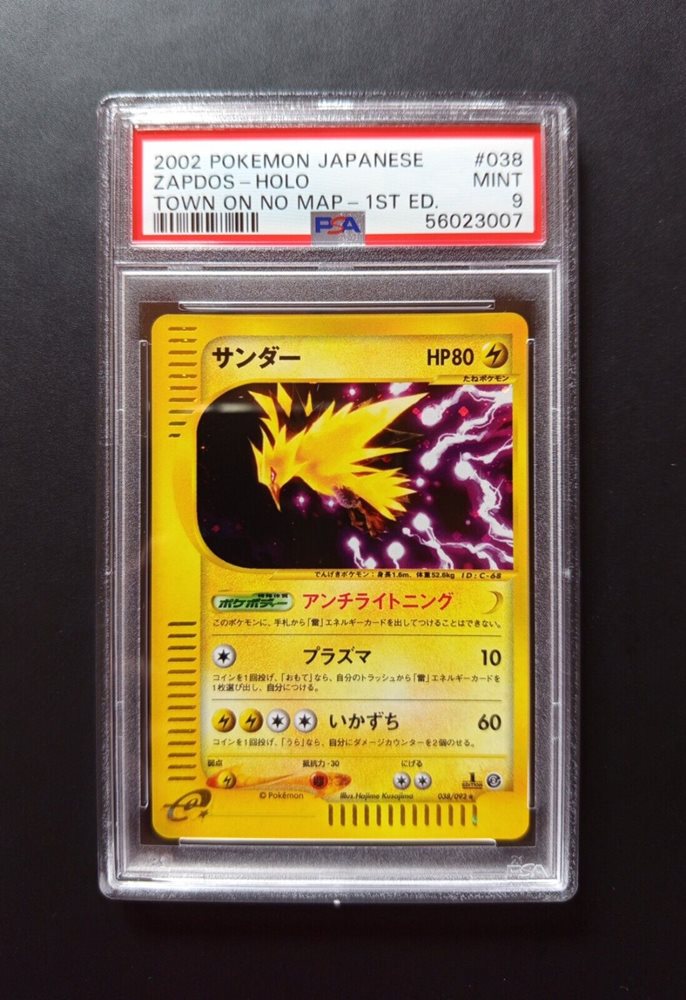 2002 POKEMON JAPANESE #038
ZAPDOS-HOLO MINT
TOWN ON NO MAP-1ST ED. 9
PSA 56023007
サンダー HP80
たねポケモン
でんげきポケモン：身長1.6m、体重52.6kg ID：C-68
ポケボディー アンチライトニング
このポケモンに、手札から「雷」エネルギーカードを出してつけることはできない。
プラズマ 10
コインを1回投げ、「おもて」なら、自分のトラッシュから「雷」エネルギーカードを
1枚選び出し、自分につける。
いかずち 60
コインを1回投げ、「うら」なら、自分にダメージカウンターを2個のせる。
弱点 抵抗力-30 にげる
1 EDITION
© Pokémon Illus. Hajime Kusajima 038/092 ★
e
PSA